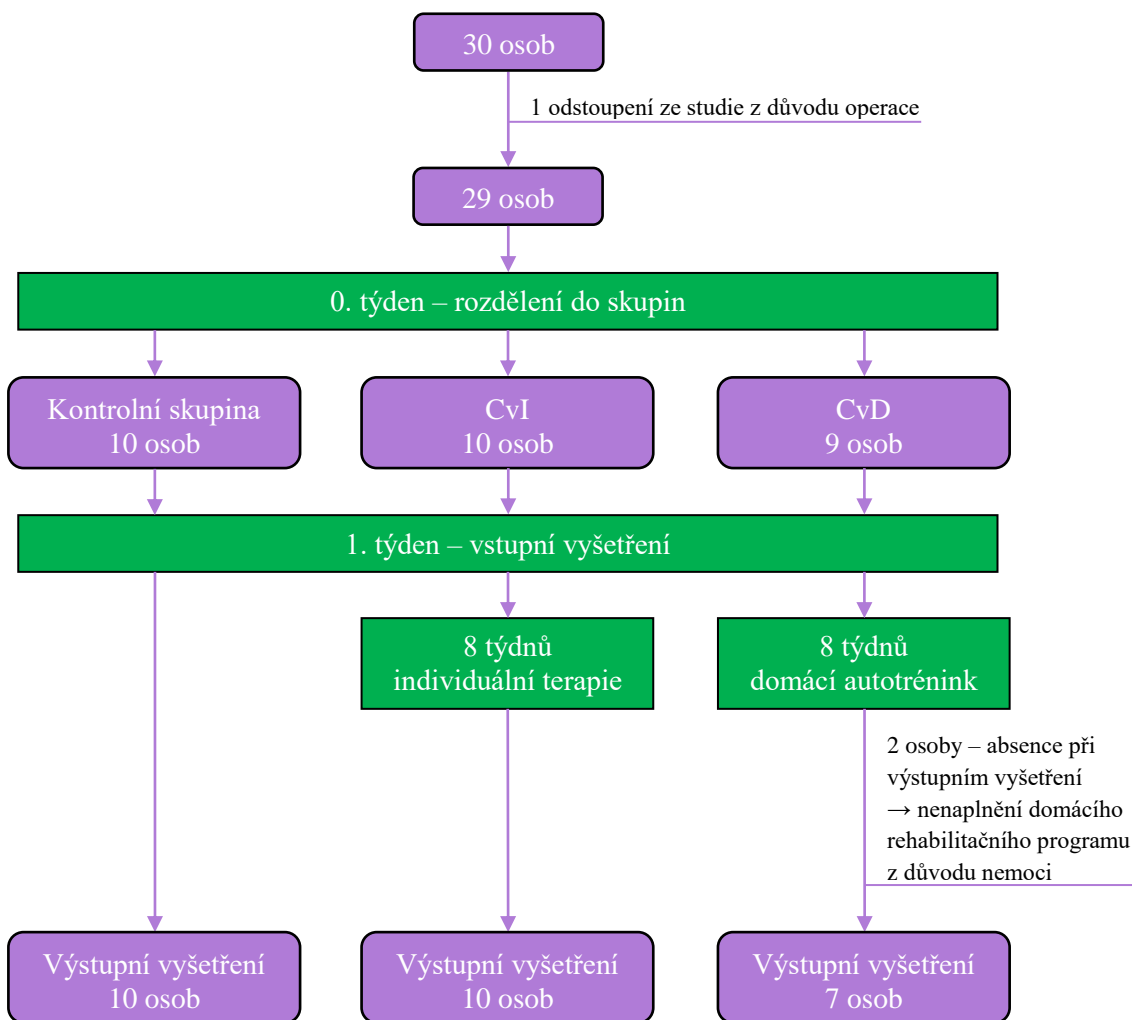 30 osob
1 odstoupení ze studie z důvodu operace
29 osob
0. týden – rozdělení do skupin
Kontrolní skupina
10 osob
CvI
10 osob
CvD
9 osob
1. týden – vstupní vyšetření
8 týdnů
individuální terapie
8 týdnů
domácí autotrénink
2 osoby – absence při
výstupním vyšetření
→ nenaplnění domácího
rehabilitačního programu
z důvodu nemoci
Výstupní vyšetření
10 osob
Výstupní vyšetření
10 osob
Výstupní vyšetření
7 osob